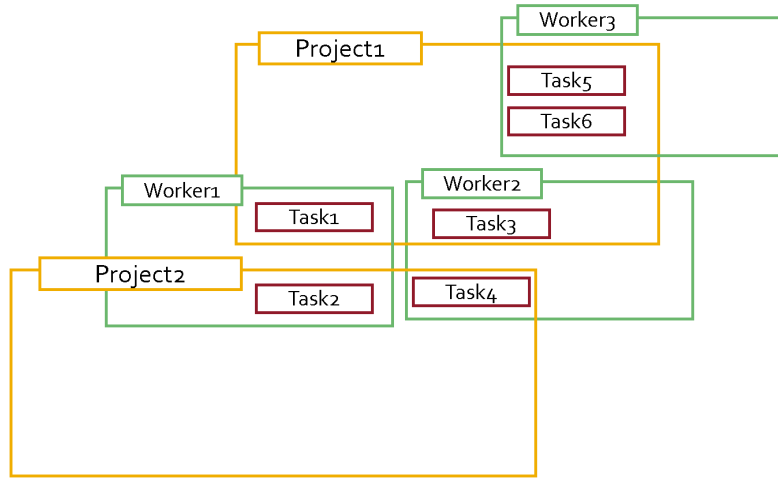 Worker3
Project1
Task5
Task6
Worker1
Worker2
Task1
Task3
Project2
Task2
Task4